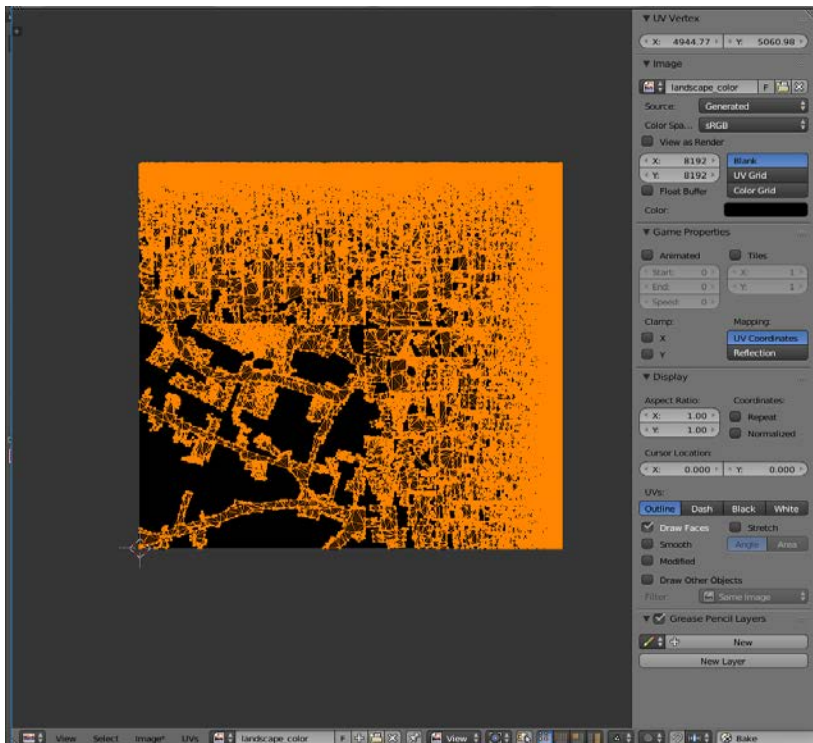 UV Vertex
X: 4944.77 Y: 5060.98
Image
landscape_color F
Source: Generated
Color Spa... sRGB
View as Render
X: 8192 Blank
Y: 8192 UV Grid
Float Buffer Color Grid
Color:
Game Properties
Animated Tiles
Start: 0 X: 1
End: 0 Y: 1
Speed: 0
Clamp: Mapping:
X UV Coordinates
Y Reflection
Display
Aspect Ratio: Coordinates:
X: 1.00 Repeat
Y: 1.00 Normalized
Cursor Location:
X: 0.000 Y: 0.000
UVs:
Outline Dash Black White
Draw Faces Stretch
Smooth Angle Area
Modified
Draw Other Objects
Filter: Same Image
Grease Pencil Layers
New
New Layer
View Select Image* UVs landscape_color F View Bake